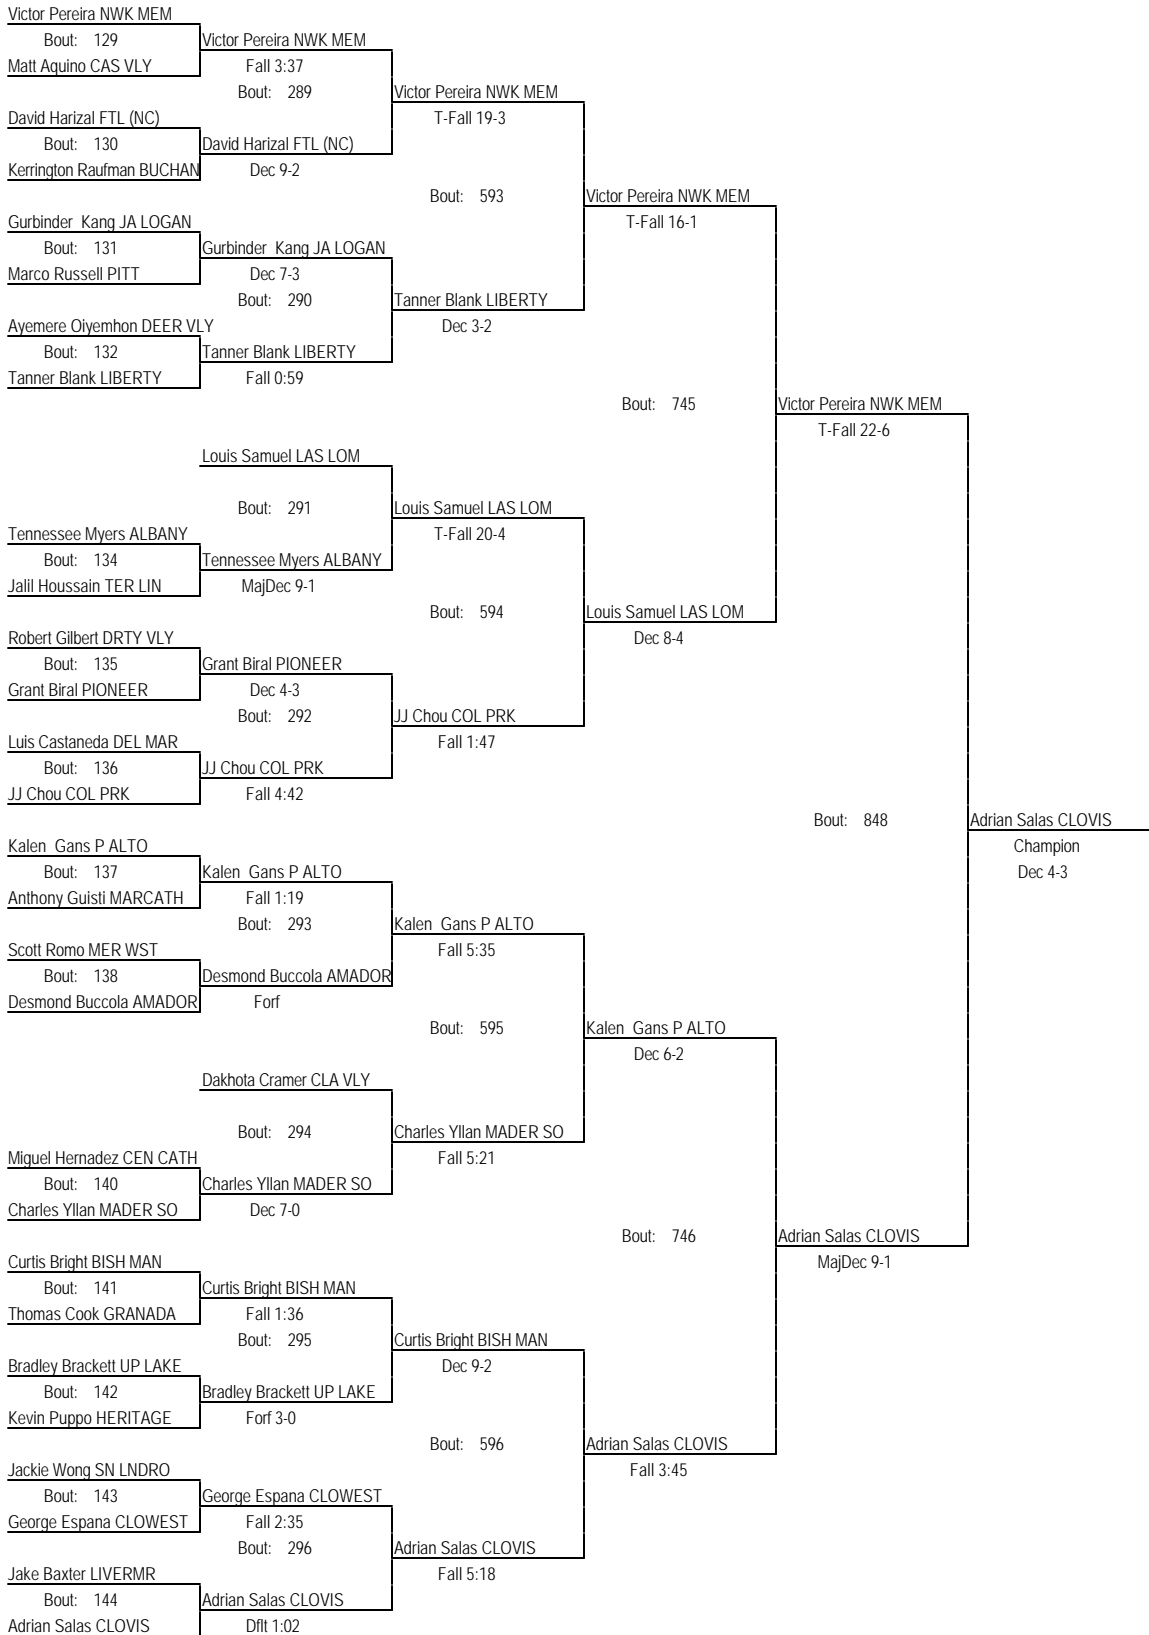 Victor Pereira NWK MEM
Bout: 129
Victor Pereira NWK MEM
Matt Aquino CAS VLY
Fall 3:37
Bout: 289
Victor Pereira NWK MEM
David Harizal FTL (NC)
T-Fall 19-3
Bout: 130
David Harizal FTL (NC)
Kerrington Raufman BUCHAN
Dec 9-2
Bout: 593
Victor Pereira NWK MEM
Gurbinder Kang JA LOGAN
T-Fall 16-1
Bout: 131
Gurbinder Kang JA LOGAN
Marco Russell PITT
Dec 7-3
Bout: 290
Tanner Blank LIBERTY
Ayemere Oiyemhon DEER VLY
Dec 3-2
Bout: 132
Tanner Blank LIBERTY
Tanner Blank LIBERTY
Fall 0:59
Bout: 745
Victor Pereira NWK MEM
T-Fall 22-6
Louis Samuel LAS LOM
Bout: 291
Louis Samuel LAS LOM
Tennessee Myers ALBANY
T-Fall 20-4
Bout: 134
Tennessee Myers ALBANY
Jalil Houssain TER LIN
MajDec 9-1
Bout: 594
Louis Samuel LAS LOM
Robert Gilbert DRTY VLY
Dec 8-4
Bout: 135
Grant Biral PIONEER
Grant Biral PIONEER
Dec 4-3
Bout: 292
JJ Chou COL PRK
Luis Castaneda DEL MAR
Fall 1:47
Bout: 136
JJ Chou COL PRK
JJ Chou COL PRK
Fall 4:42
Bout: 848
Adrian Salas CLOVIS
Kalen Gans P ALTO
Champion
Bout: 137
Kalen Gans P ALTO
Dec 4-3
Anthony Guisti MARCATH
Fall 1:19
Bout: 293
Kalen Gans P ALTO
Scott Romo MER WST
Fall 5:35
Bout: 138
Desmond Buccola AMADOR
Desmond Buccola AMADOR
Forf
Bout: 595
Kalen Gans P ALTO
Dec 6-2
Dakhota Cramer CLA VLY
Bout: 294
Charles Yllan MADER SO
Miguel Hernadez CEN CATH
Fall 5:21
Bout: 140
Charles Yllan MADER SO
Charles Yllan MADER SO
Dec 7-0
Bout: 746
Adrian Salas CLOVIS
Curtis Bright BISH MAN
MajDec 9-1
Bout: 141
Curtis Bright BISH MAN
Thomas Cook GRANADA
Fall 1:36
Bout: 295
Curtis Bright BISH MAN
Bradley Brackett UP LAKE
Dec 9-2
Bout: 142
Bradley Brackett UP LAKE
Kevin Puppo HERITAGE
Forf 3-0
Bout: 596
Adrian Salas CLOVIS
Jackie Wong SN LNDRO
Fall 3:45
Bout: 143
George Espana CLOWEST
George Espana CLOWEST
Fall 2:35
Bout: 296
Adrian Salas CLOVIS
Jake Baxter LIVERMR
Fall 5:18
Bout: 144
Adrian Salas CLOVIS
Adrian Salas CLOVIS
Dflt 1:02